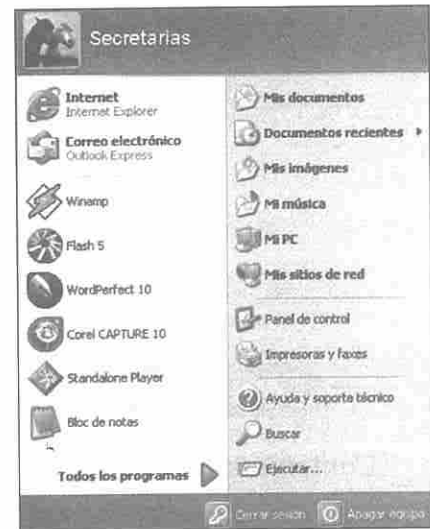 Secretarias
Internet
Internet Explorer
Correo electrónico
Outlook Express
Winamp
Flash 5
WordPerfect 10
Corel CAPTURE 10
Standalone Player
Bloc de notas
Todos los programas
Mis documentos
Documentos recientes
Mis imágenes
Mi música
Mi PC
Mis sitios de red
Panel de control
Impresoras y faxes
Ayuda y soporte técnico
Buscar
Ejecutar...
Cerrar sesión
Apagar equipo